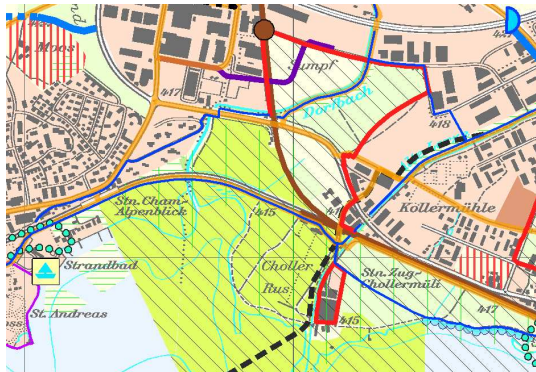 Moos
Sumpf
417
Dorfbach
418
Stn. Cham-
Alpenblick
415
Kollermühle
Choller
Rus
Strandbad
Stn. Zug-
Chollermüli
St. Andreas
415
417